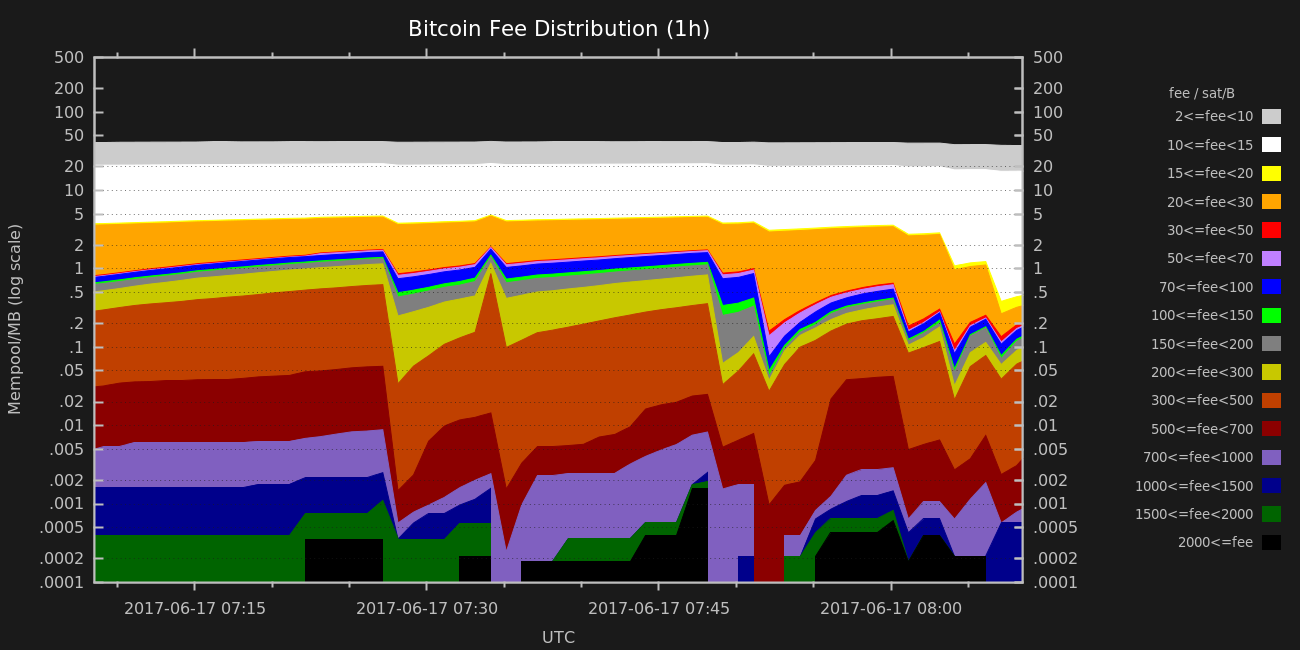 Bitcoin Fee Distribution (1h)
500
200
100
50
20
10
5
2
1
.5
.2
.1
.05
.02
.01
.005
.002
.001
.0005
.0002
.0001
Mempool/MB (log scale)
500
200
100
50
20
10
5
2
1
.5
.2
.1
.05
.02
.01
.005
.002
.001
.0005
.0002
.0001
2017-06-17 07:15 2017-06-17 07:30 2017-06-17 07:45 2017-06-17 08:00
UTC
fee / sat/B
2<=fee<10
10<=fee<15
15<=fee<20
20<=fee<30
30<=fee<50
50<=fee<70
70<=fee<100
100<=fee<150
150<=fee<200
200<=fee<300
300<=fee<500
500<=fee<700
700<=fee<1000
1000<=fee<1500
1500<=fee<2000
2000<=fee